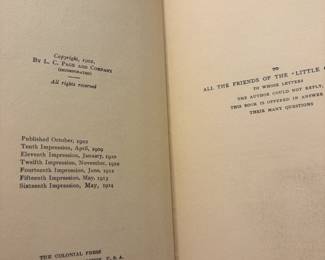 Copyright, 1902,
BY L. C. PAGE AND COMPANY
(INCORPORATED)
All rights reserved
Published October, 1902
Tenth Impression, April, 1909
Eleventh Impression, January, 1910
Twelfth Impression, November, 1910
Fourteenth Impression, June, 1912
Fifteenth Impression, May, 1913
Sixteenth Impression, May, 1914
THE COLONIAL PRESS
U. S. A.
TO
ALL THE FRIENDS OF THE "LITTLE
TO WHOSE LETTERS
THE AUTHOR COULD NOT REPLY,
THIS BOOK IS OFFERED IN ANSWER
THEIR MANY QUESTIONS